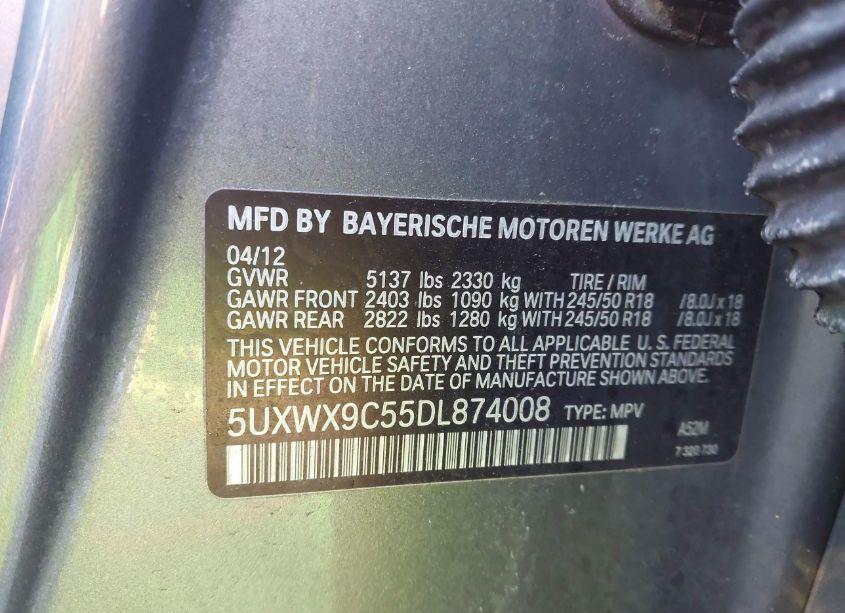 MFD BY BAYERISCHE MOTOREN WERKE AG
04/12
GVWR 5137 lbs 2330 kg TIRE / RIM
GAWR FRONT 2403 lbs 1090 kg WITH 245/50 R18 / 8.0J x 18
GAWR REAR 2822 lbs 1280 kg WITH 245/50 R18 / 8.0J x 18
THIS VEHICLE CONFORMS TO ALL APPLICABLE U. S. FEDERAL
MOTOR VEHICLE SAFETY AND THEFT PREVENTION STANDARDS
IN EFFECT ON THE DATE OF MANUFACTURE SHOWN ABOVE.
5UXWX9C55DL874008 TYPE: MPV A52M
7 320 730